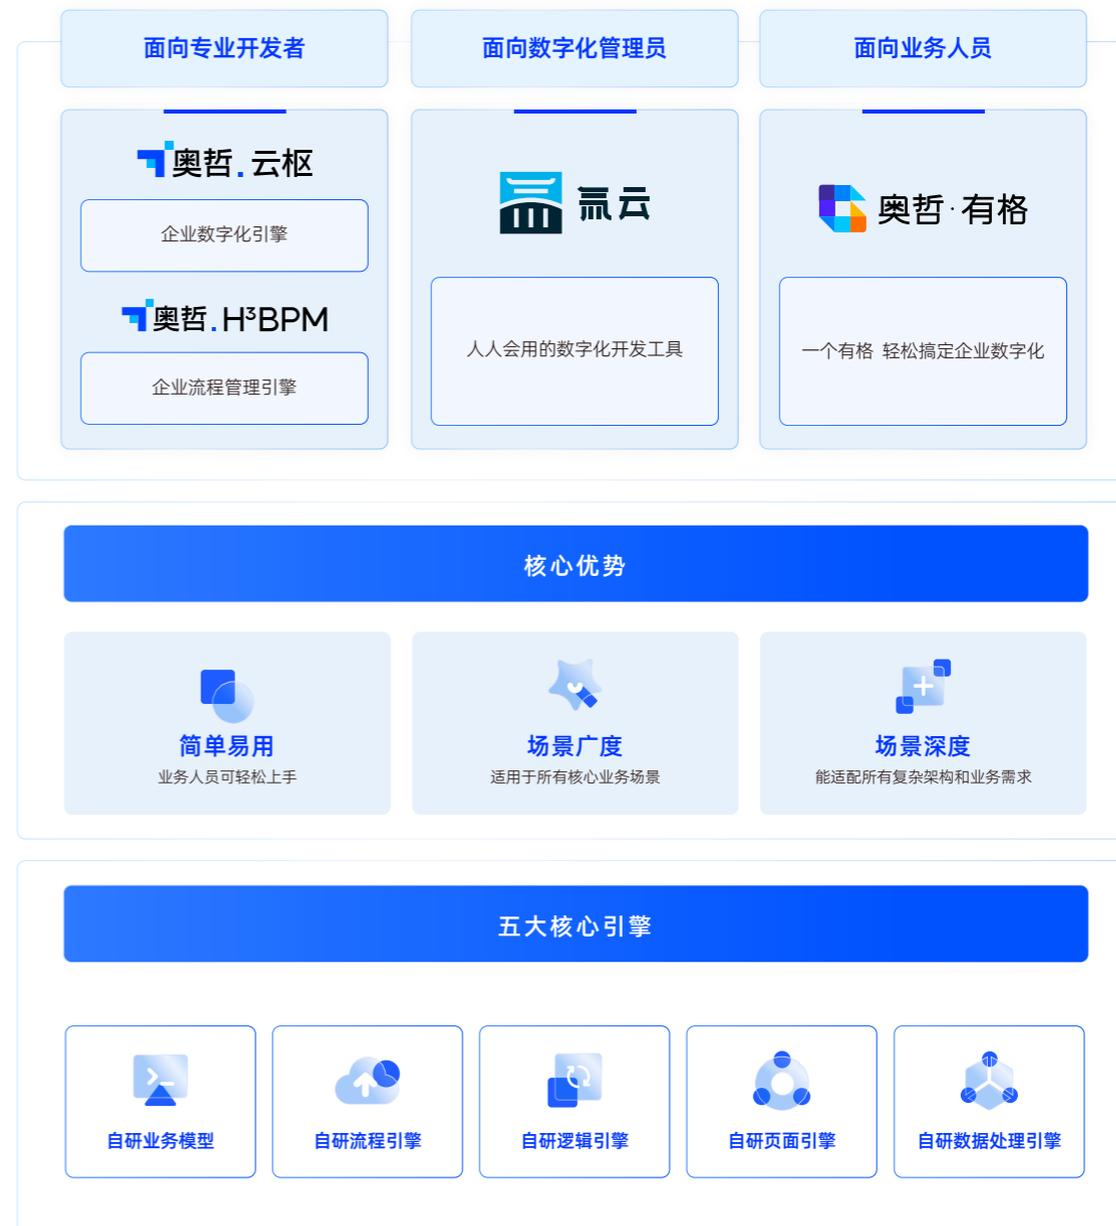 面向专业开发者
面向数字化管理员
面向业务人员
奥哲.云枢
企业数字化引擎
奥哲.H³BPM
企业流程管理引擎
氚云
人人会用的数字化开发工具
奥哲·有格
一个有格 轻松搞定企业数字化
核心优势
简单易用
业务人员可轻松上手
场景广度
适用于所有核心业务场景
场景深度
能适配所有复杂架构和业务需求
五大核心引擎
自研业务模型
自研流程引擎
自研逻辑引擎
自研页面引擎
自研数据处理引擎